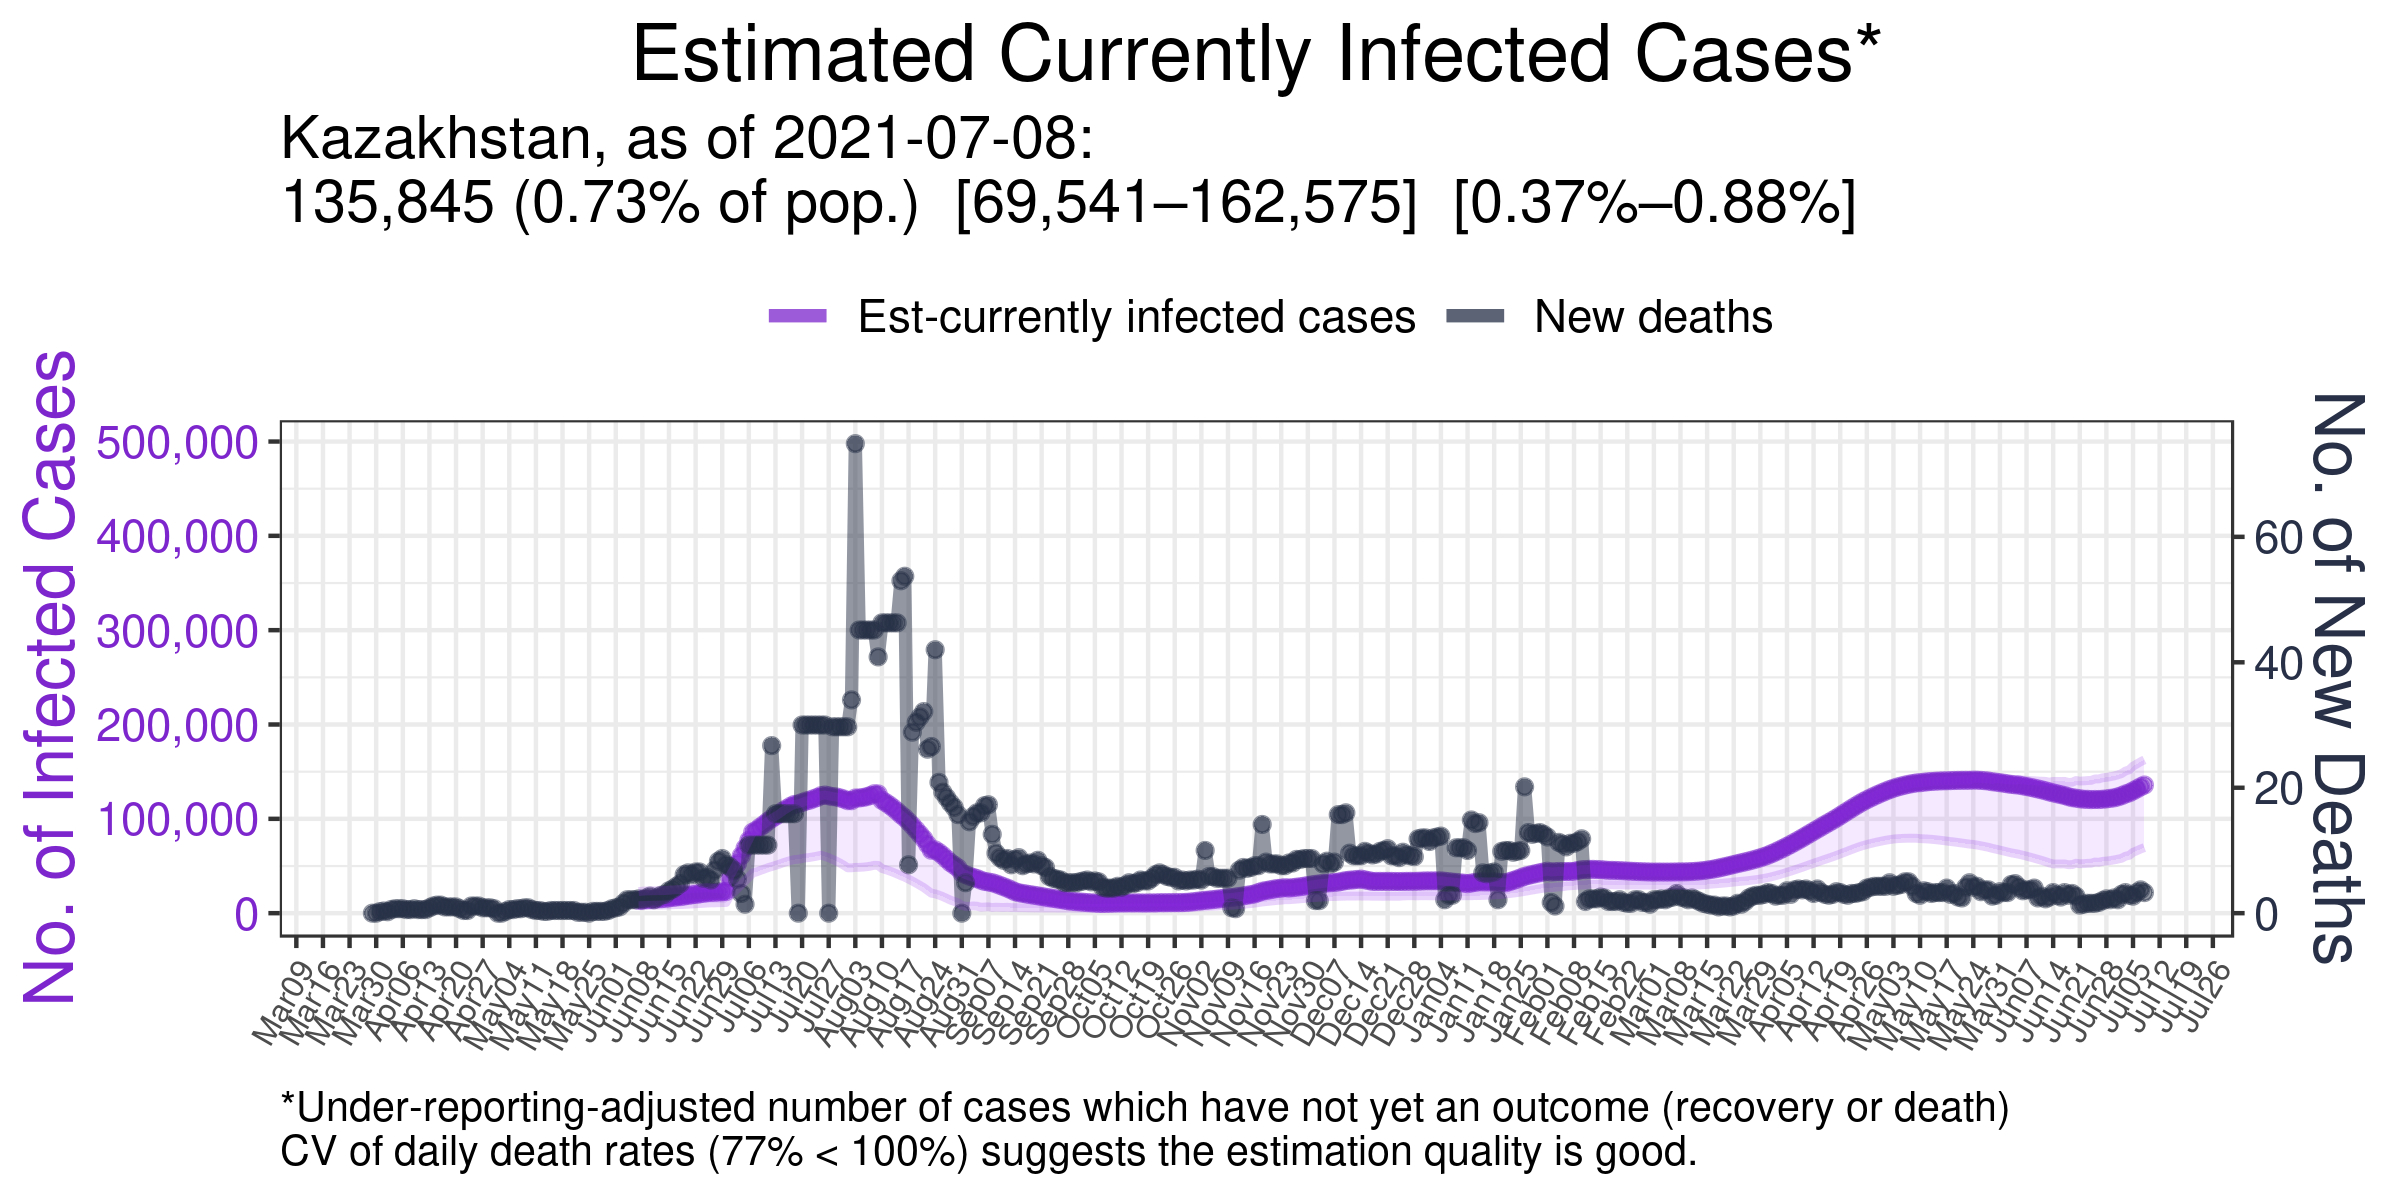 Estimated Currently Infected Cases*
Kazakhstan, as of 2021-07-08:
135,845 (0.73% of pop.)  [69,541–162,575]  [0.37%–0.88%]
Est-currently infected cases
New deaths
No. of Infected Cases
500,000
400,000
300,000
200,000
100,000
0
No. of New Deaths
60
40
20
0
Mar09
Mar16
Mar23
Mar30
Apr06
Apr13
Apr20
Apr27
May04
May11
May18
May25
Jun01
Jun08
Jun15
Jun22
Jun29
Jun06
Jul13
Jul20
Jul27
Aug03
Aug10
Aug17
Aug24
Aug31
Sep07
Sep14
Sep21
Sep28
Oct05
Oct12
Oct19
Oct26
Nov02
Nov09
Nov16
Nov23
Nov30
Dec07
Dec14
Dec21
Dec28
Jan04
Jan11
Jan18
Jan25
Feb01
Feb08
Feb15
Feb22
Mar01
Mar08
Mar15
Mar22
Mar29
Apr05
Apr12
Apr19
Apr26
May03
May10
May17
May24
May31
Jun07
Jun14
Jun21
Jun28
Jul05
Jul12
Jul19
Jul26
*Under-reporting-adjusted number of cases which have not yet an outcome (recovery or death)
CV of daily death rates (77% < 100%) suggests the estimation quality is good.